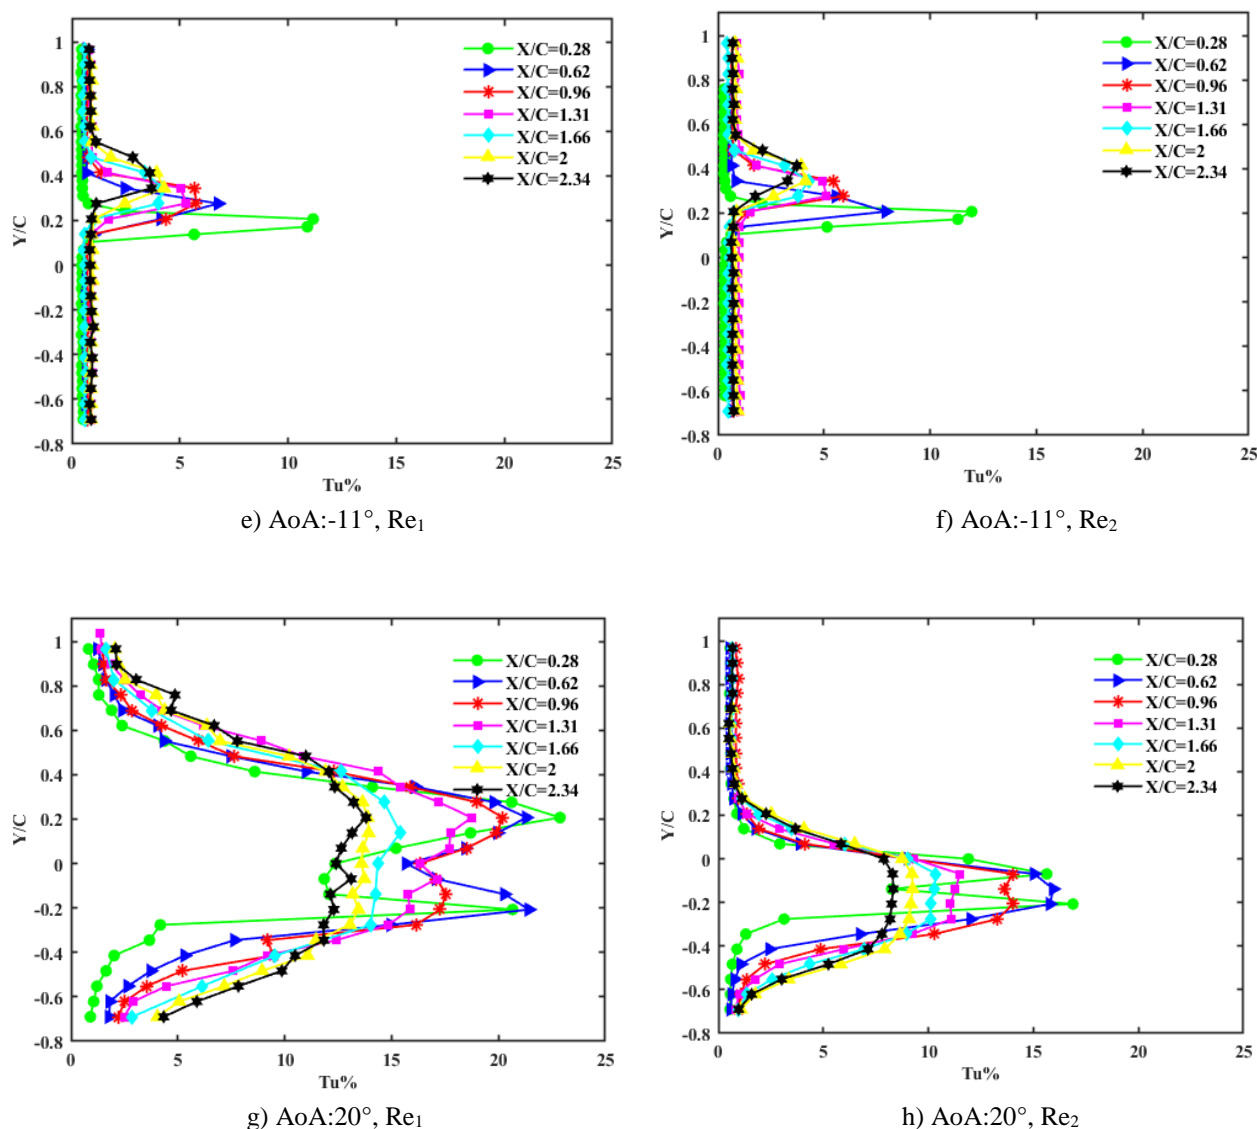 1
0.8
0.6
0.4
0.2
0
-0.2
-0.4
-0.6
-0.8
Y/C
0 5 10 15 20 25
Tu%
X/C=0.28
X/C=0.62
X/C=0.96
X/C=1.31
X/C=1.66
X/C=2
X/C=2.34
e) AoA:-11°, Re₁
1
0.8
0.6
0.4
0.2
0
-0.2
-0.4
-0.6
-0.8
Y/C
0 5 10 15 20 25
Tu%
X/C=0.28
X/C=0.62
X/C=0.96
X/C=1.31
X/C=1.66
X/C=2
X/C=2.34
f) AoA:-11°, Re₂
1
0.8
0.6
0.4
0.2
0
-0.2
-0.4
-0.6
-0.8
Y/C
0 5 10 15 20 25
Tu%
X/C=0.28
X/C=0.62
X/C=0.96
X/C=1.31
X/C=1.66
X/C=2
X/C=2.34
g) AoA:20°, Re₁
1
0.8
0.6
0.4
0.2
0
-0.2
-0.4
-0.6
-0.8
Y/C
0 5 10 15 20 25
Tu%
X/C=0.28
X/C=0.62
X/C=0.96
X/C=1.31
X/C=1.66
X/C=2
X/C=2.34
h) AoA:20°, Re₂